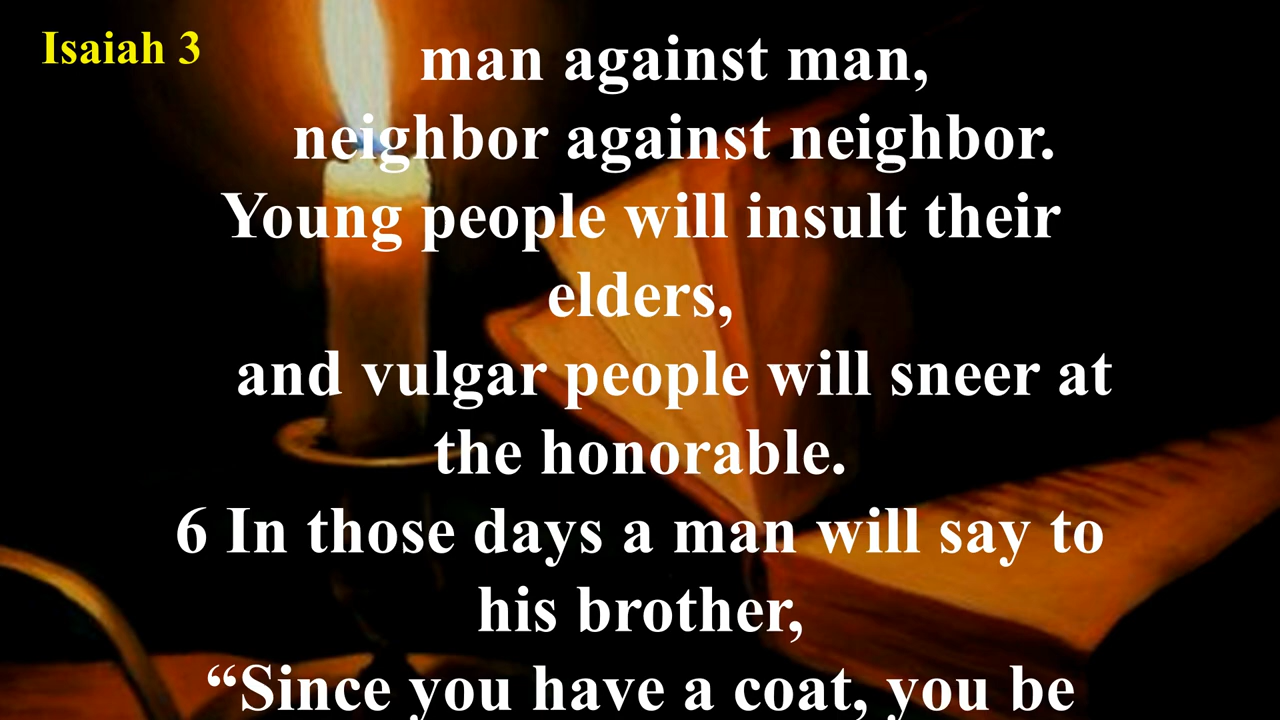 Isaiah 3
man against man,
neighbor against neighbor.
Young people will insult their
elders,
and vulgar people will sneer at
the honorable.
6 In those days a man will say to
his brother,
“Since you have a coat, you be